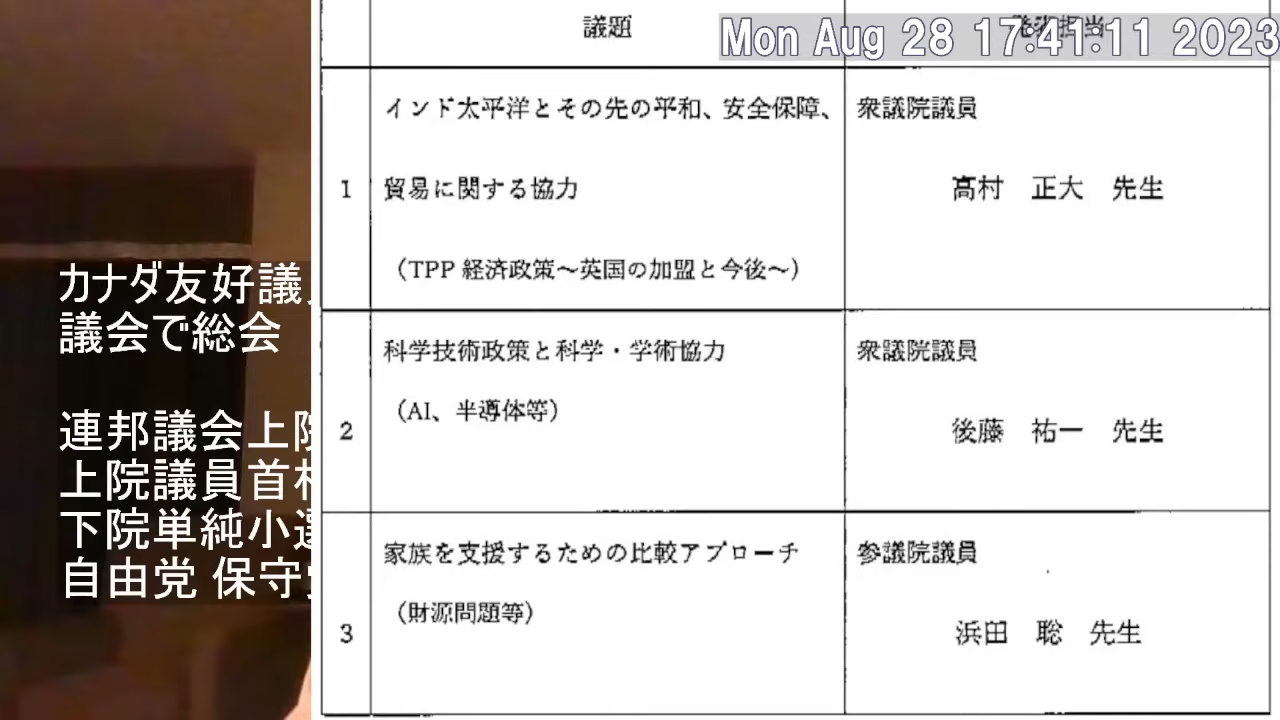 カナダ友好議
議会で総会
連邦議会上院
上院議員首
下院単純小選
自由党 保守
Mon Aug 28 17:41:11 2023
議題
インド太平洋とその先の平和、安全保障、
衆議院議員
1
貿易に関する協力
高村 正大 先生
（TPP 経済政策～英国の加盟と今後～）
科学技術政策と科学・学術協力
衆議院議員
（AI、半導体等）
2
後藤 祐一 先生
家族を支援するための比較アプローチ
参議院議員
（財源問題等）
3
浜田 聡 先生